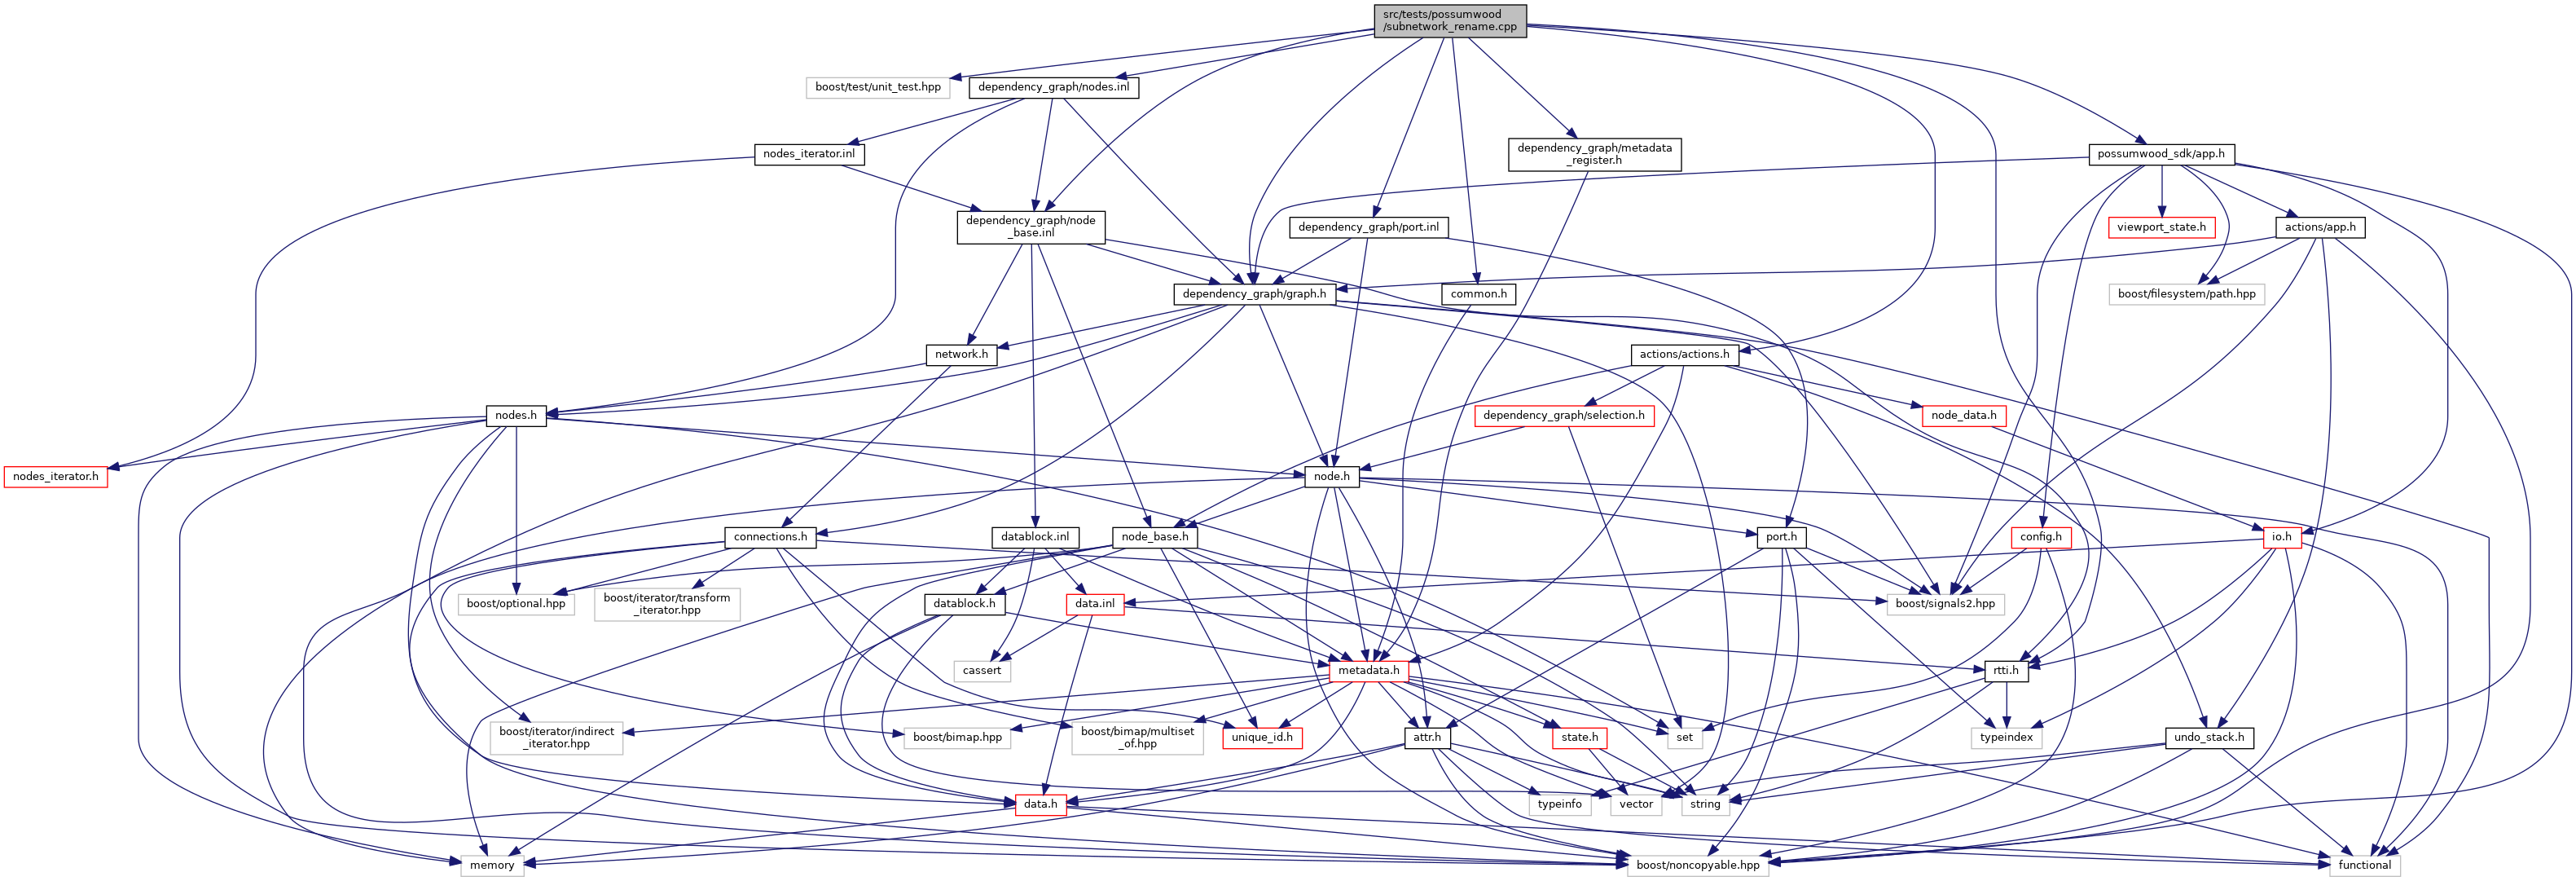 src/tests/possumwood
/subnetwork_rename.cpp
boost/test/unit_test.hpp
dependency_graph/nodes.inl
nodes_iterator.inl
dependency_graph/metadata
_register.h
possumwood_sdk/app.h
dependency_graph/node
_base.inl
dependency_graph/port.inl
viewport_state.h
actions/app.h
dependency_graph/graph.h
common.h
boost/filesystem/path.hpp
network.h
actions/actions.h
nodes.h
dependency_graph/selection.h
node_data.h
nodes_iterator.h
node.h
connections.h
datablock.inl
node_base.h
port.h
config.h
io.h
boost/optional.hpp
boost/iterator/transform
_iterator.hpp
datablock.h
data.inl
boost/signals2.hpp
cassert
metadata.h
rtti.h
boost/iterator/indirect
_iterator.hpp
boost/bimap.hpp
boost/bimap/multiset
_of.hpp
unique_id.h
attr.h
state.h
set
typeindex
undo_stack.h
data.h
typeinfo
vector
string
memory
boost/noncopyable.hpp
functional